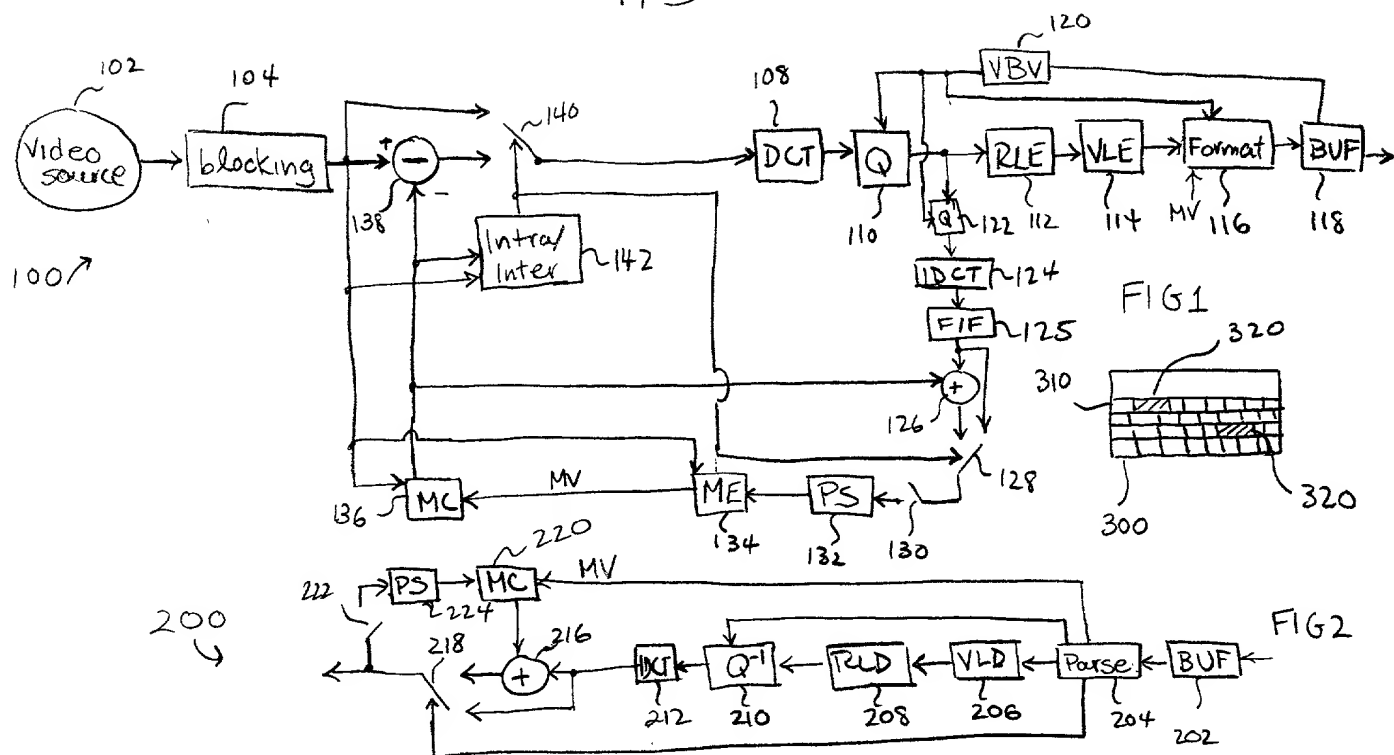 120
102
104
108
VBV
140
Video source
blocking
+
−
−
DCT
Q
RLE
VLE
Format
BUF
138
110
Q
122
112
114
MV
116
118
Intra/
Inter
142
100
IDCT
124
FIF
125
FIG 1
320
310
+
126
128
MC
MV
ME
PS
136
134
132
130
300
320
220
222
PS
MC
MV
224
200
218
216
FIG2
+
IDCT
Q-1
RLD
VLD
Parse
BUF
212
210
208
206
204
202